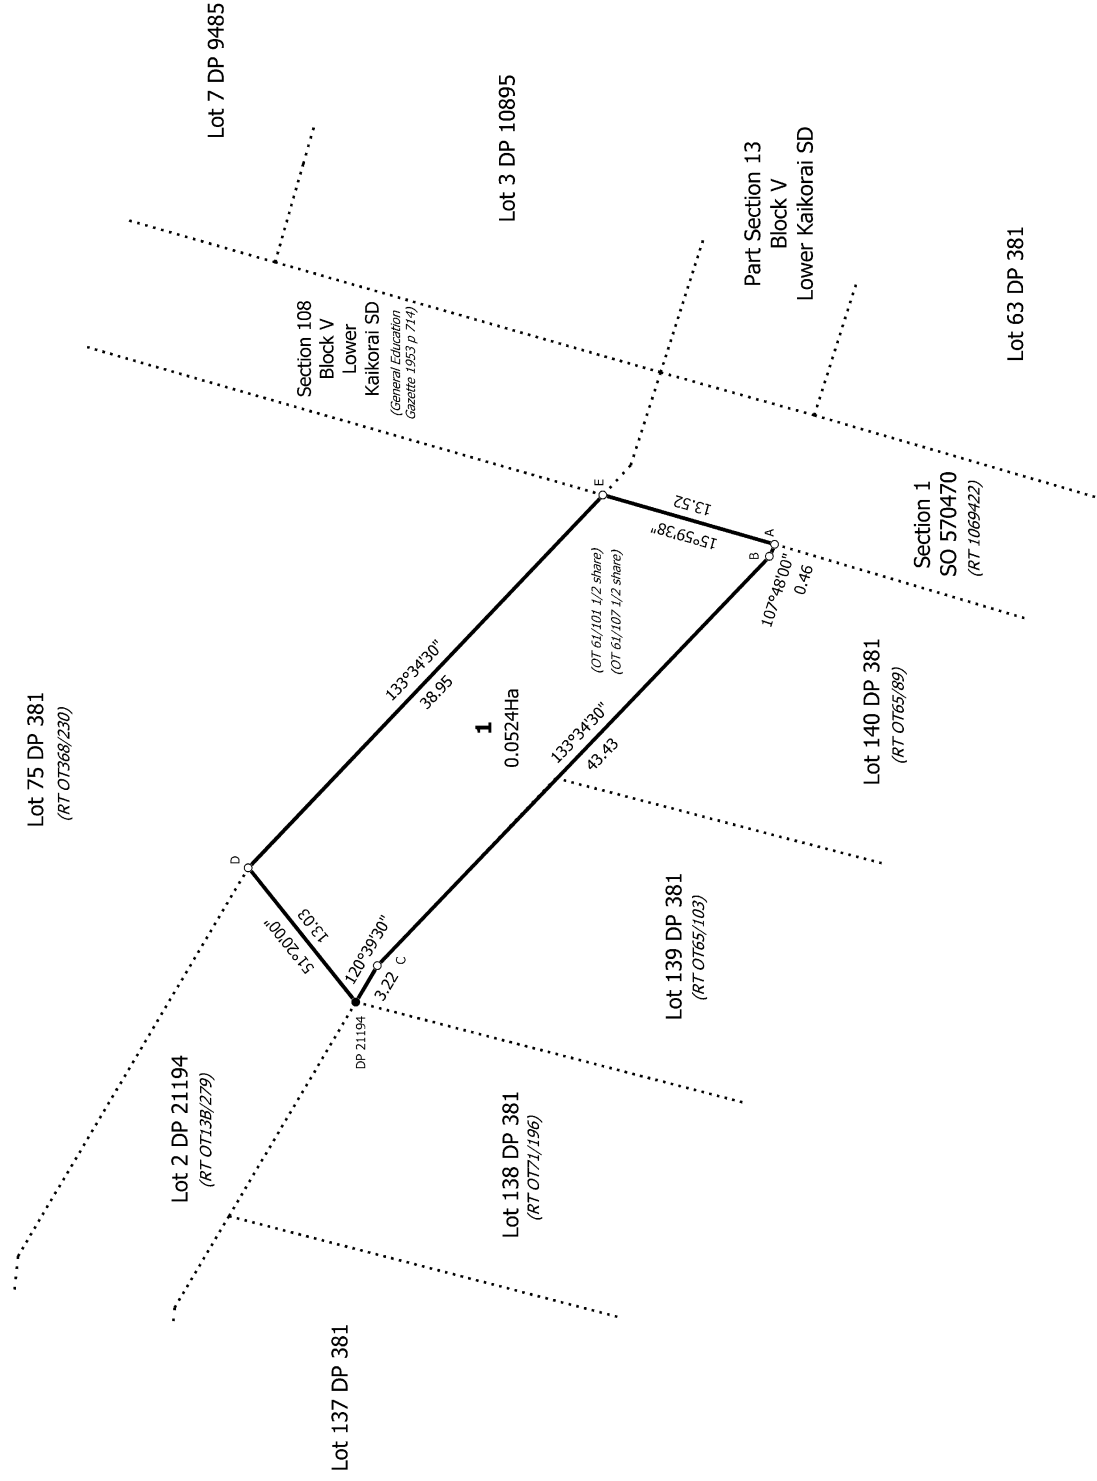 Lot 7 DP 9485
Lot 3 DP 10895
Part Section 13
Block V
Lower Kaikorai SD
Lot 63 DP 381
Section 108
Block V
Lower
Kaikorai SD
(General Education
Gazette 1953 p 714)
Section 1
SO 570470
(RT 1069422)
E
13.52
15°59'38"
A
B
107°48'00"
0.46
(OT 61/101 1/2 share)
(OT 61/107 1/2 share)
133°34'30"
38.95
1
0.0524Ha
133°34'30"
43.43
Lot 140 DP 381
(RT OT65/89)
Lot 75 DP 381
(RT OT368/230)
D
13.03
51°20'00"
120°39'30"
3.22
C
DP 21194
Lot 139 DP 381
(RT OT65/103)
Lot 2 DP 21194
(RT OT13B/279)
Lot 138 DP 381
(RT OT71/196)
Lot 137 DP 381